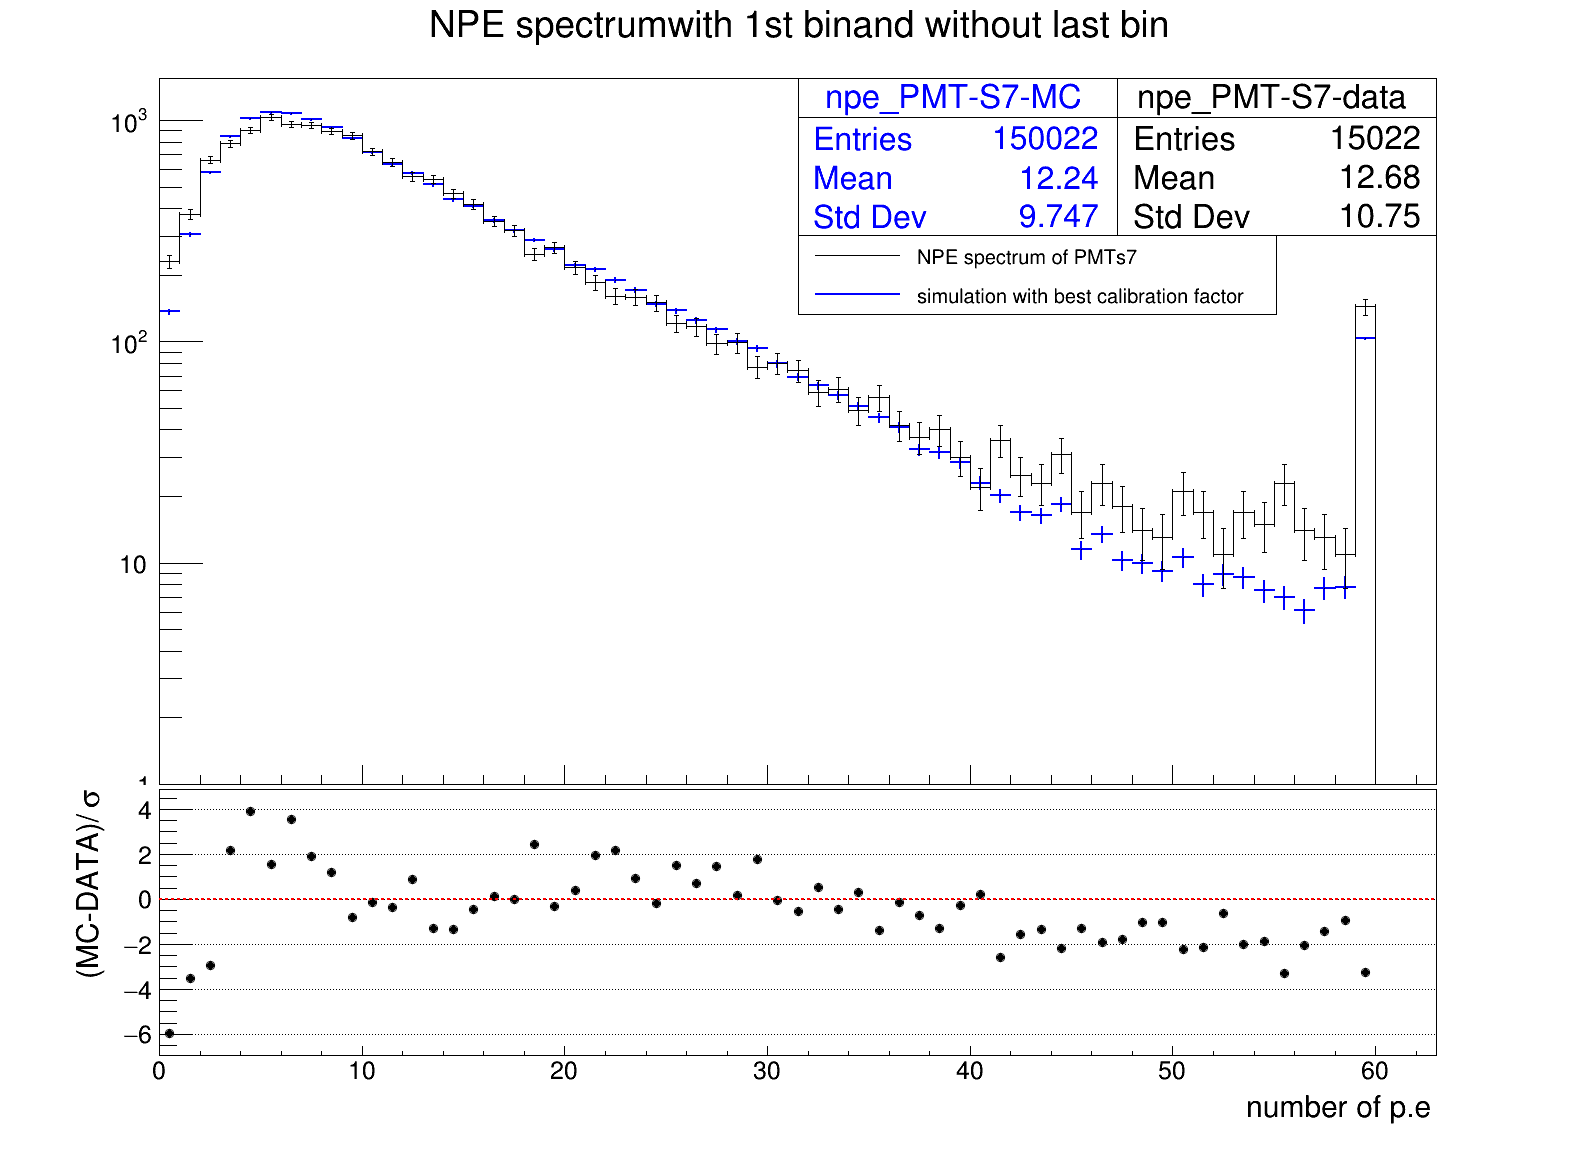 NPE spectrumwith 1st binand without last bin
npe_PMT-S7-MC
Entries 150022
Mean 12.24
Std Dev 9.747
npe_PMT-S7-data
Entries 15022
Mean 12.68
Std Dev 10.75
NPE spectrum of PMTs7
simulation with best calibration factor
10³
10²
10
1
(MC-DATA)/ σ
4
2
0
−2
−4
−6
0 10 20 30 40 50 60
number of p.e